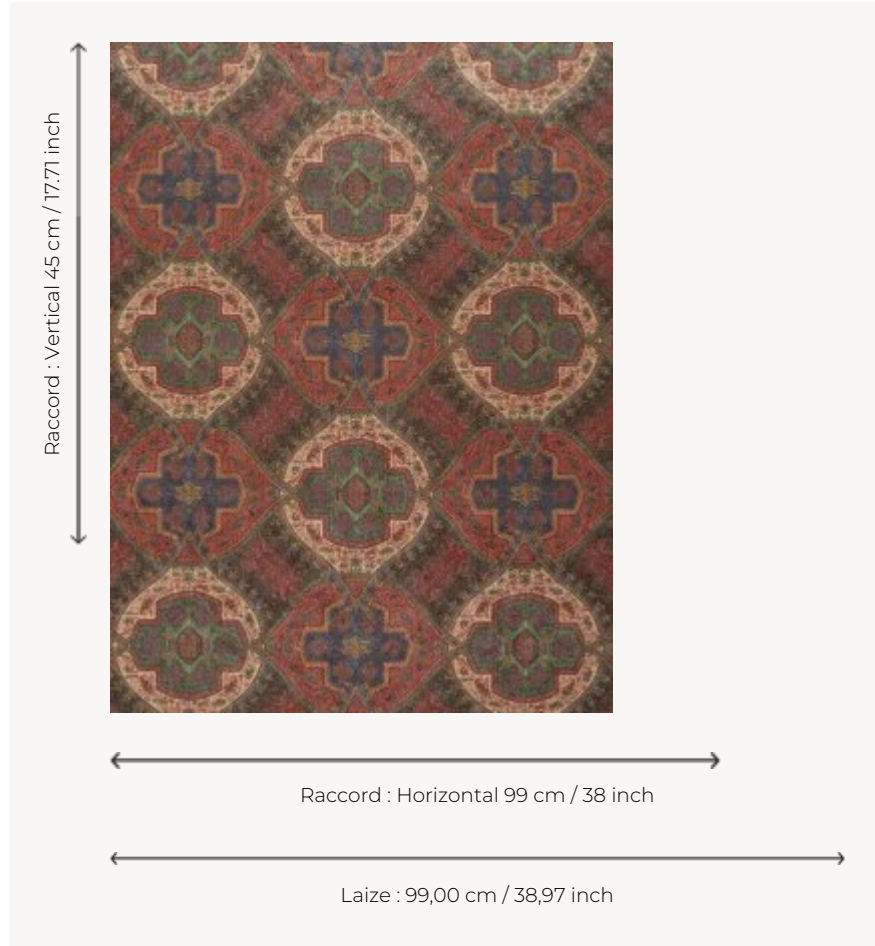 Raccord : Vertical 45 cm / 17.71 inch
Raccord : Horizontal 99 cm / 38 inch
Laize : 99,00 cm / 38,97 inch